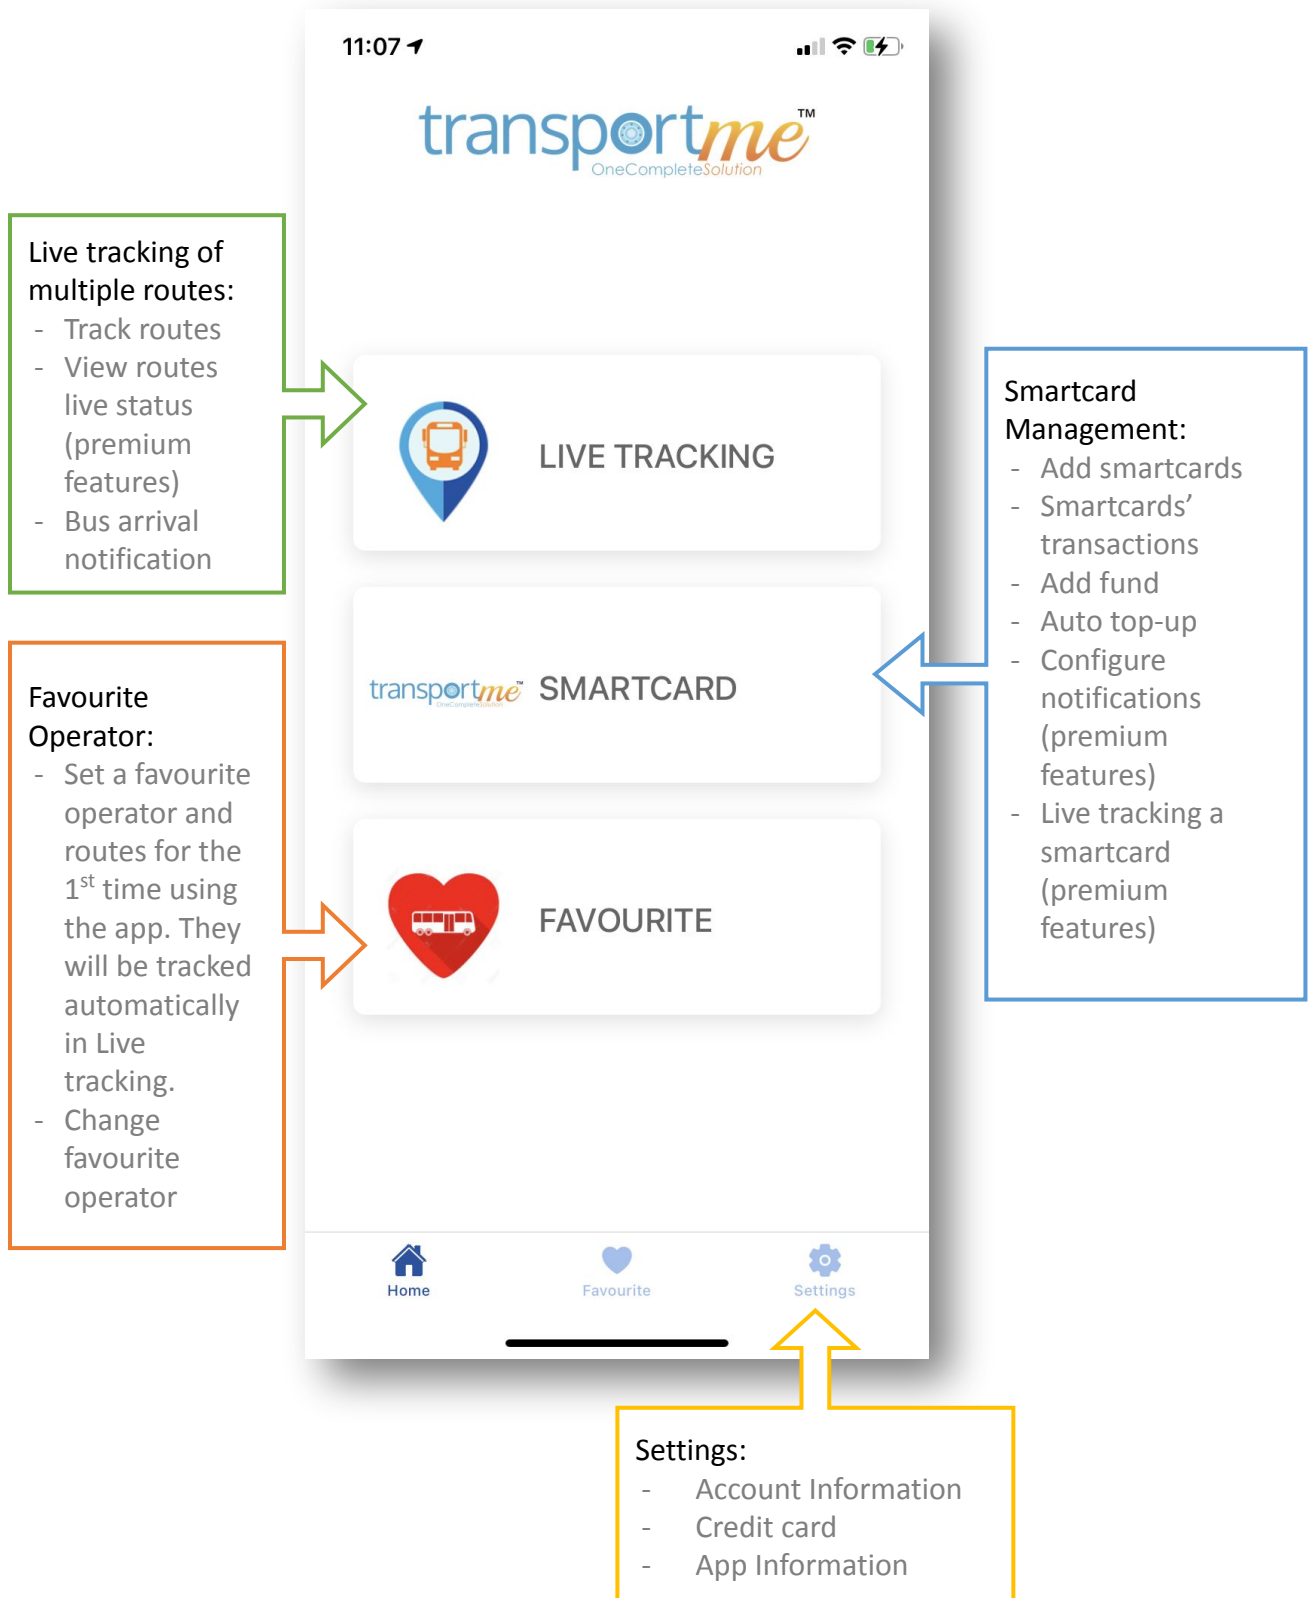 11:07
transportme™
OneCompleteSolution
Live tracking of
multiple routes:
- Track routes
- View routes
live status
(premium
features)
- Bus arrival
notification
LIVE TRACKING
Smartcard
Management:
- Add smartcards
- Smartcards’
transactions
- Add fund
- Auto top-up
- Configure
notifications
(premium
features)
- Live tracking a
smartcard
(premium
features)
transportme™
OneCompleteSolution
SMARTCARD
Favourite
Operator:
- Set a favourite
operator and
routes for the
1st time using
the app. They
will be tracked
automatically
in Live
tracking.
- Change
favourite
operator
FAVOURITE
Home
Favourite
Settings
Settings:
- Account Information
- Credit card
- App Information